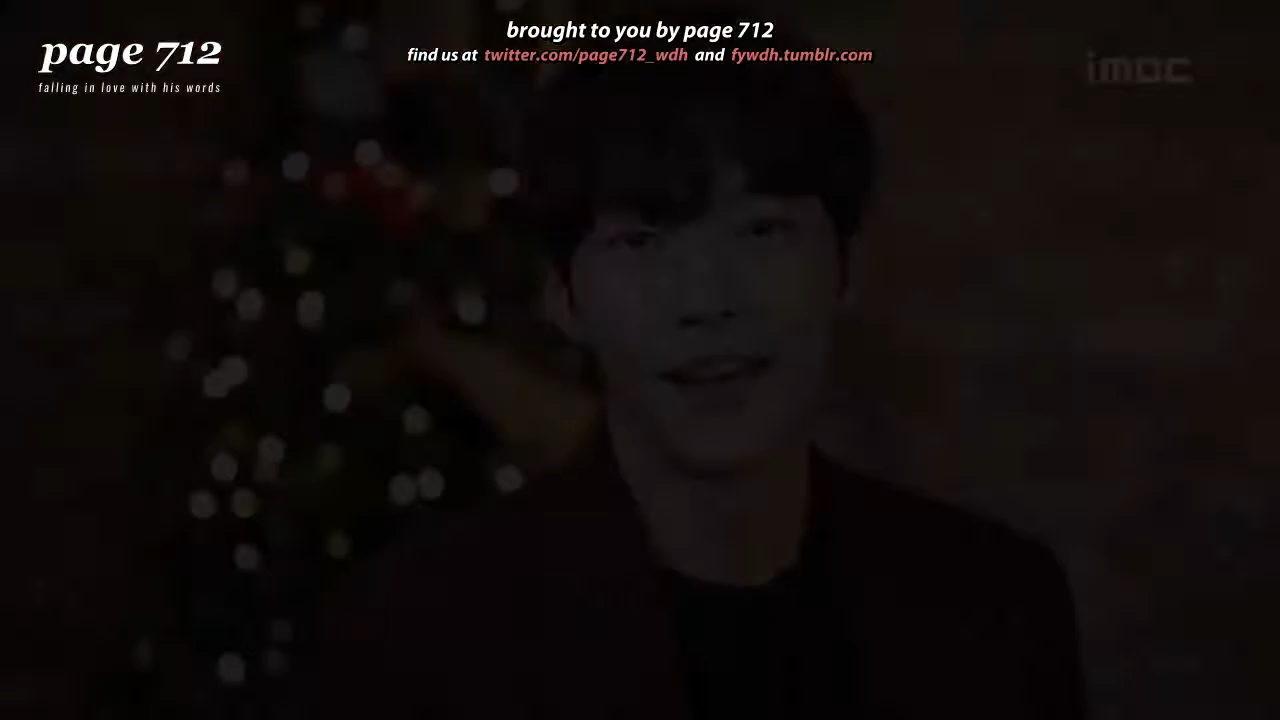 brought to you by page 712
find us at twitter.com/page712_wdh and fywdh.tumblr.com
page 712
falling in love with his words
imbc